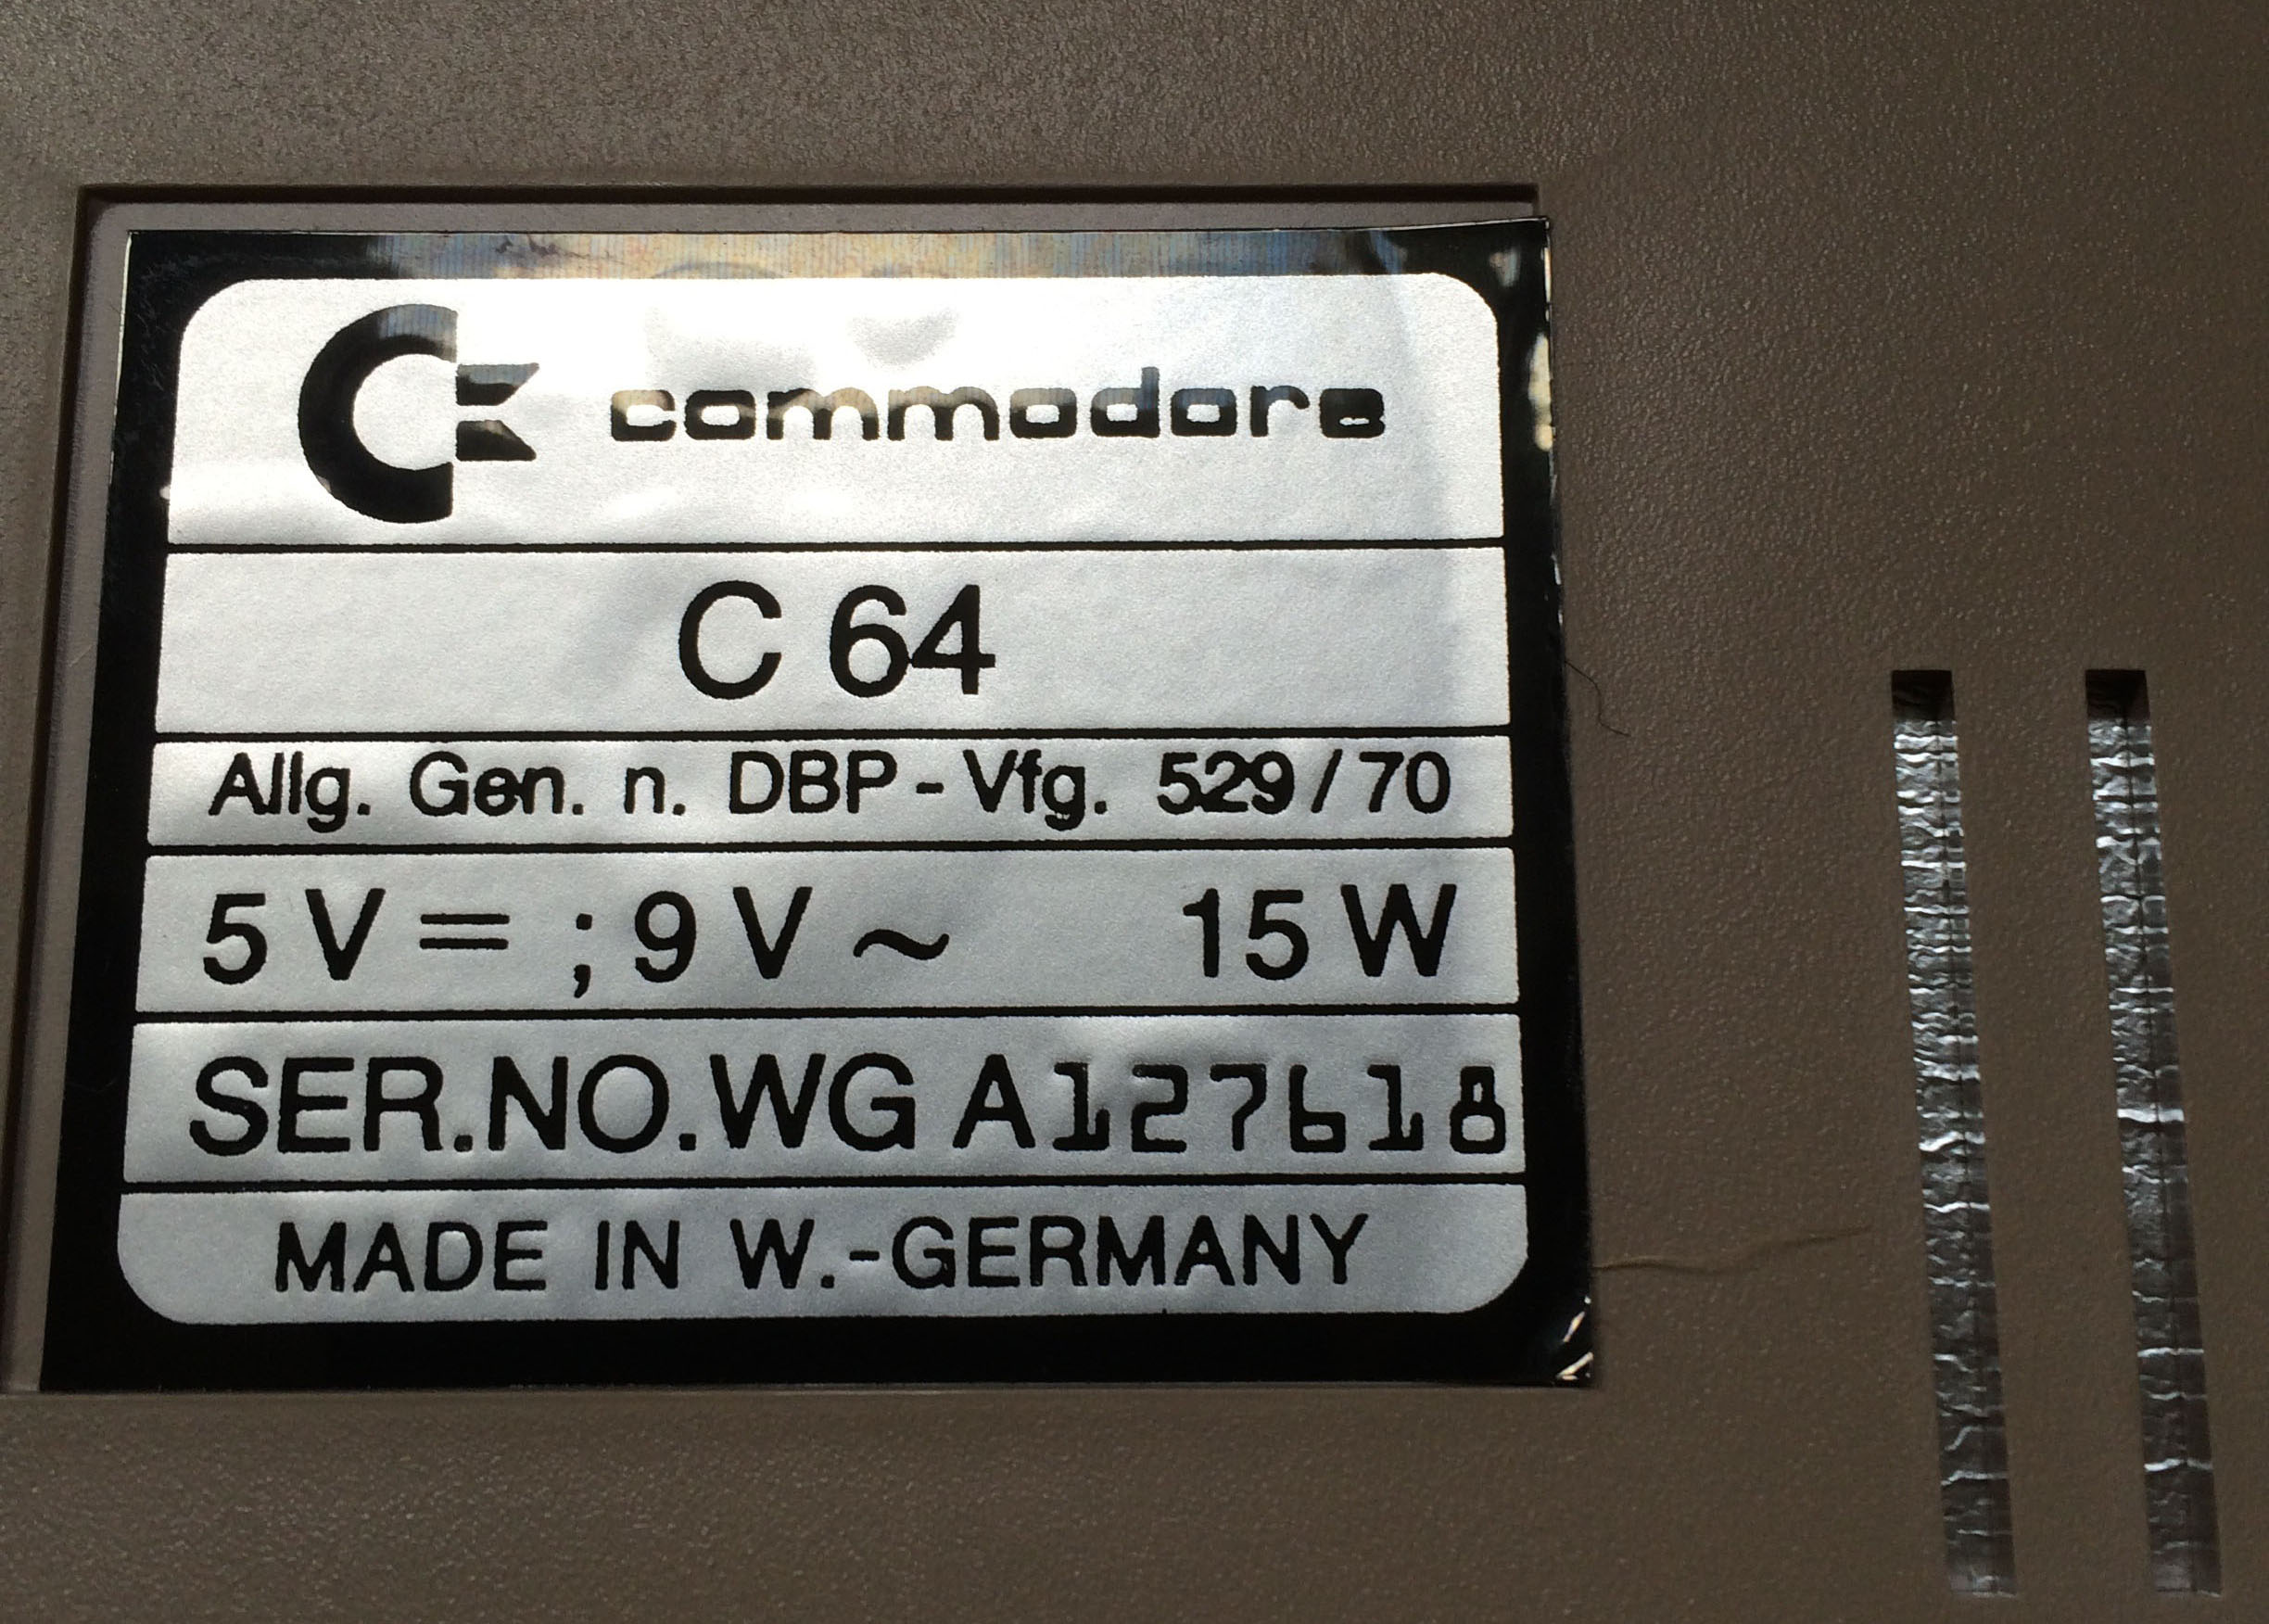 commodore
C 64
Allg. Gen. n. DBP - Vfg. 529 / 70
5 V = ; 9 V ~ 15 W
SER.NO.WG A127618
MADE IN W.-GERMANY